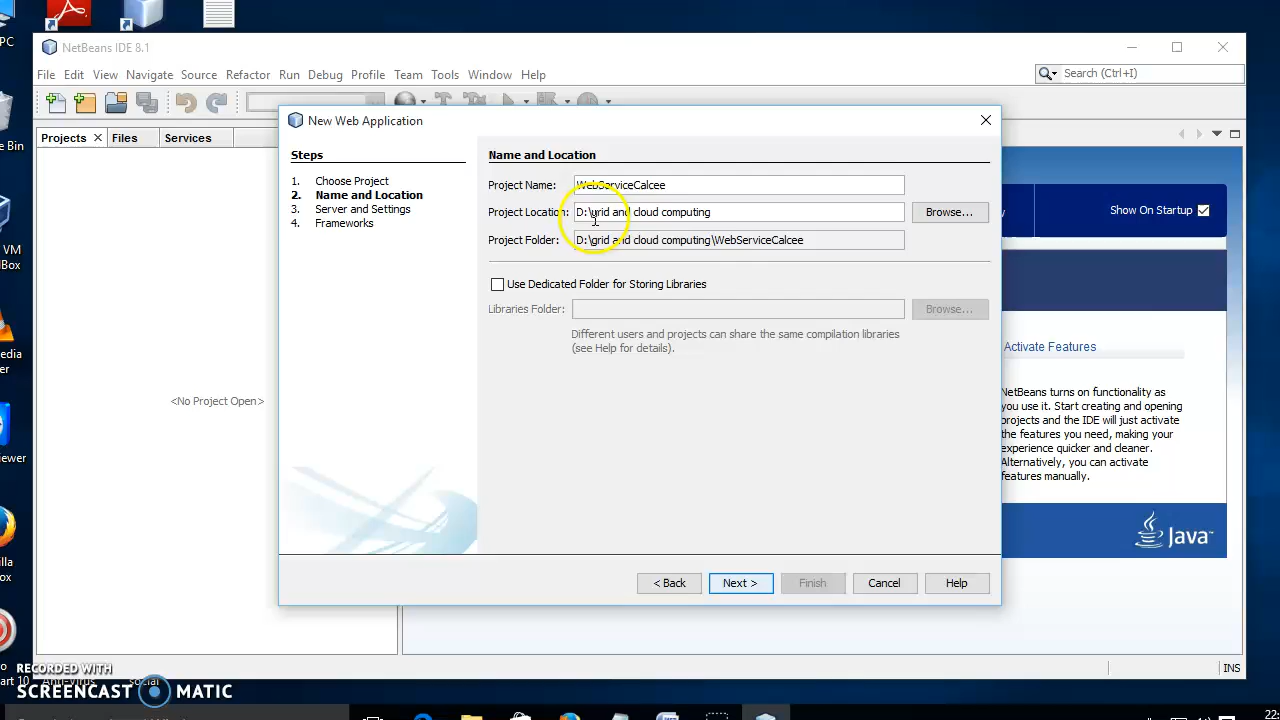 PC
NetBeans IDE 8.1
File Edit View Navigate Source Refactor Run Debug Profile Team Tools Window Help
Search (Ctrl+I)
Projects Files Services
New Web Application
Steps
1. Choose Project
2. Name and Location
3. Server and Settings
4. Frameworks
Name and Location
Project Name: WebServiceCalcee
Project Location: D:\grid and cloud computing Browse...
Project Folder: D:\grid and cloud computing\WebServiceCalcee
Use Dedicated Folder for Storing Libraries
Libraries Folder: Browse...
Different users and projects can share the same compilation libraries
(see Help for details).
< Back Next > Finish Cancel Help
<No Project Open>
Show On Startup
Activate Features
NetBeans turns on functionality as
you use it. Start creating and opening
projects and the IDE will just activate
the features you need, making your
experience quicker and cleaner.
Alternatively, you can activate
features manually.
Java
INS
e Bin
VM
lBox
edia
er
iewer
illa
ox
art 10
RECORDED WITH
SCREENCAST MATIC
22: